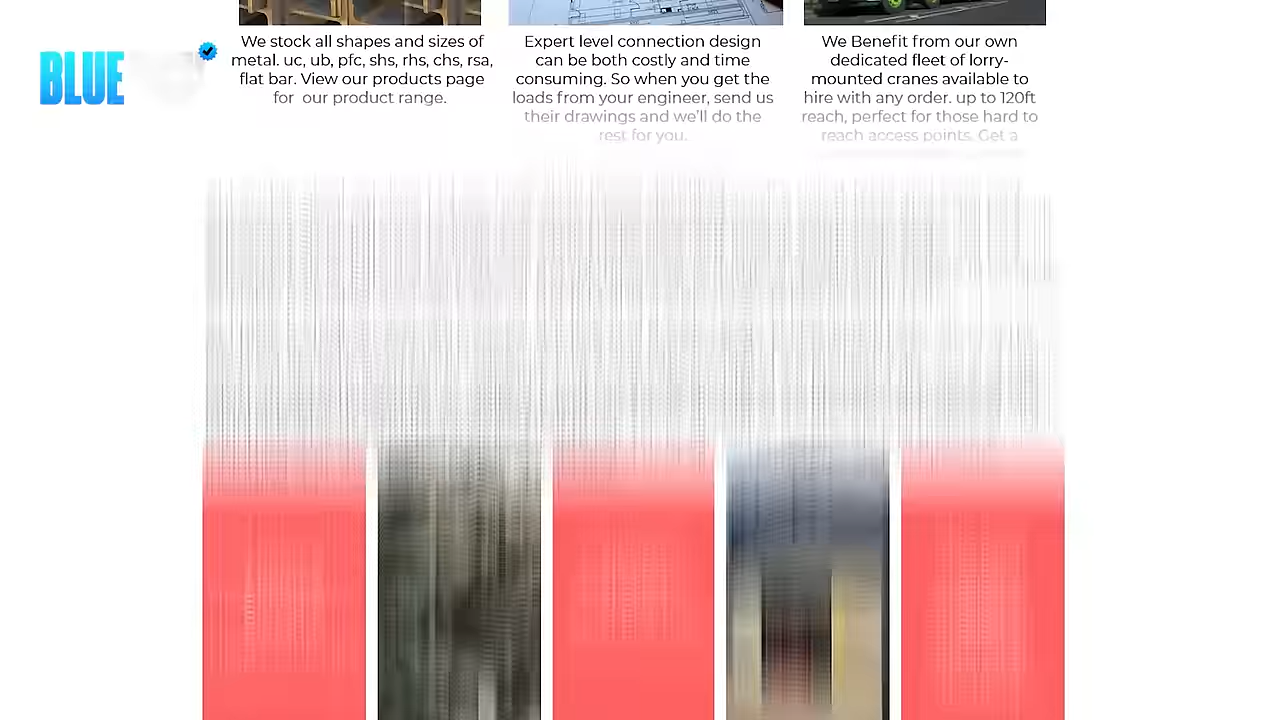 BLUE
We stock all shapes and sizes of
metal. uc, ub, pfc, shs, rhs, chs, rsa,
flat bar. View our products page
for our product range.
Expert level connection design
can be both costly and time
consuming. So when you get the
loads from your engineer, send us
their drawings and we'll do the
rest for you.
We Benefit from our own
dedicated fleet of lorry-
mounted cranes available to
hire with any order. up to 120ft
reach, perfect for those hard to
reach access points. Get a